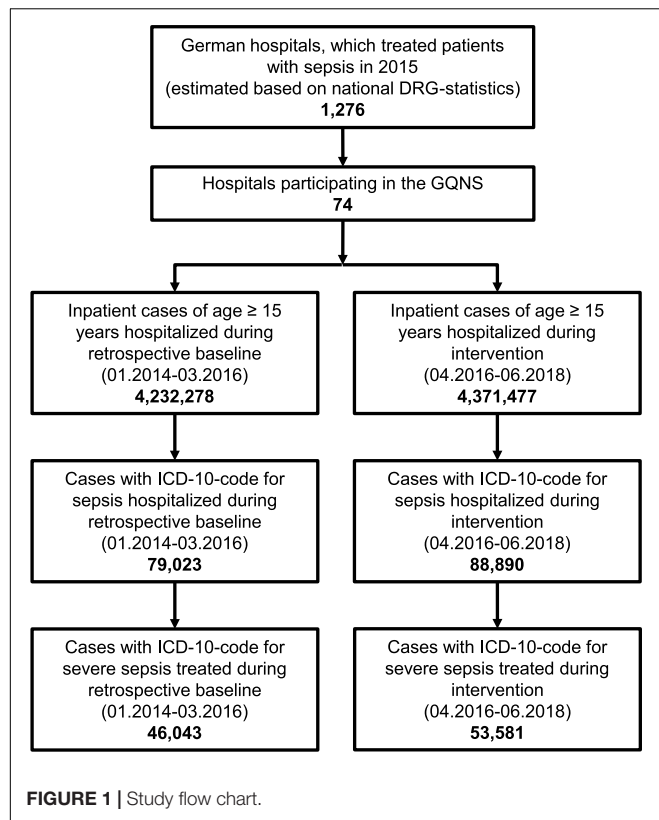 German hospitals, which treated patients
with sepsis in 2015
(estimated based on national DRG-statistics)
1,276
Hospitals participating in the GQNS
74
Inpatient cases of age ≥ 15
years hospitalized during
retrospective baseline
(01.2014-03.2016)
4,232,278
Inpatient cases of age ≥ 15
years hospitalized during
intervention
(04.2016-06.2018)
4,371,477
Cases with ICD-10-code for
sepsis hospitalized during
retrospective baseline
(01.2014-03.2016)
79,023
Cases with ICD-10-code for
sepsis hospitalized during
intervention
(04.2016-06.2018)
88,890
Cases with ICD-10-code for
severe sepsis treated during
retrospective baseline
(01.2014-03.2016)
46,043
Cases with ICD-10-code for
severe sepsis treated during
intervention
(04.2016-06.2018)
53,581
FIGURE 1 | Study flow chart.